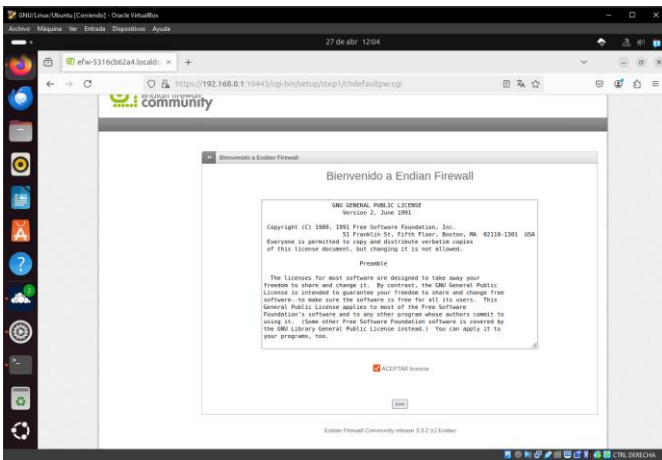 GNU/Linux/Ubuntu [Corriendo] - Oracle VirtualBox
Archivo Máquina Ver Entrada Dispositivos Ayuda
27 de abr 12:04
efw-5316cb62a4.localdo
https://192.168.0.1:10443/cgi-bin/setup/step1/chdefaultpw.cgi
endian firewall
community
Bienvenido a Endian Firewall
Bienvenido a Endian Firewall
GNU GENERAL PUBLIC LICENSE
Version 2, June 1991
Copyright (C) 1989, 1991 Free Software Foundation, Inc.
51 Franklin St, Fifth Floor, Boston, MA 02110-1301 USA
Everyone is permitted to copy and distribute verbatim copies
of this license document, but changing it is not allowed.
Preamble
The licenses for most software are designed to take away your
freedom to share and change it. By contrast, the GNU General Public
License is intended to guarantee your freedom to share and change free
software--to make sure the software is free for all its users. This
General Public License applies to most of the Free Software
Foundation's software and to any other program whose authors commit to
using it. (Some other Free Software Foundation software is covered by
the GNU Library General Public License instead.) You can apply it to
your programs, too.
ACEPTAR licencia
>>>
Endian Firewall Community release 3.3.2 (c) Endian
CTRL DERECHA